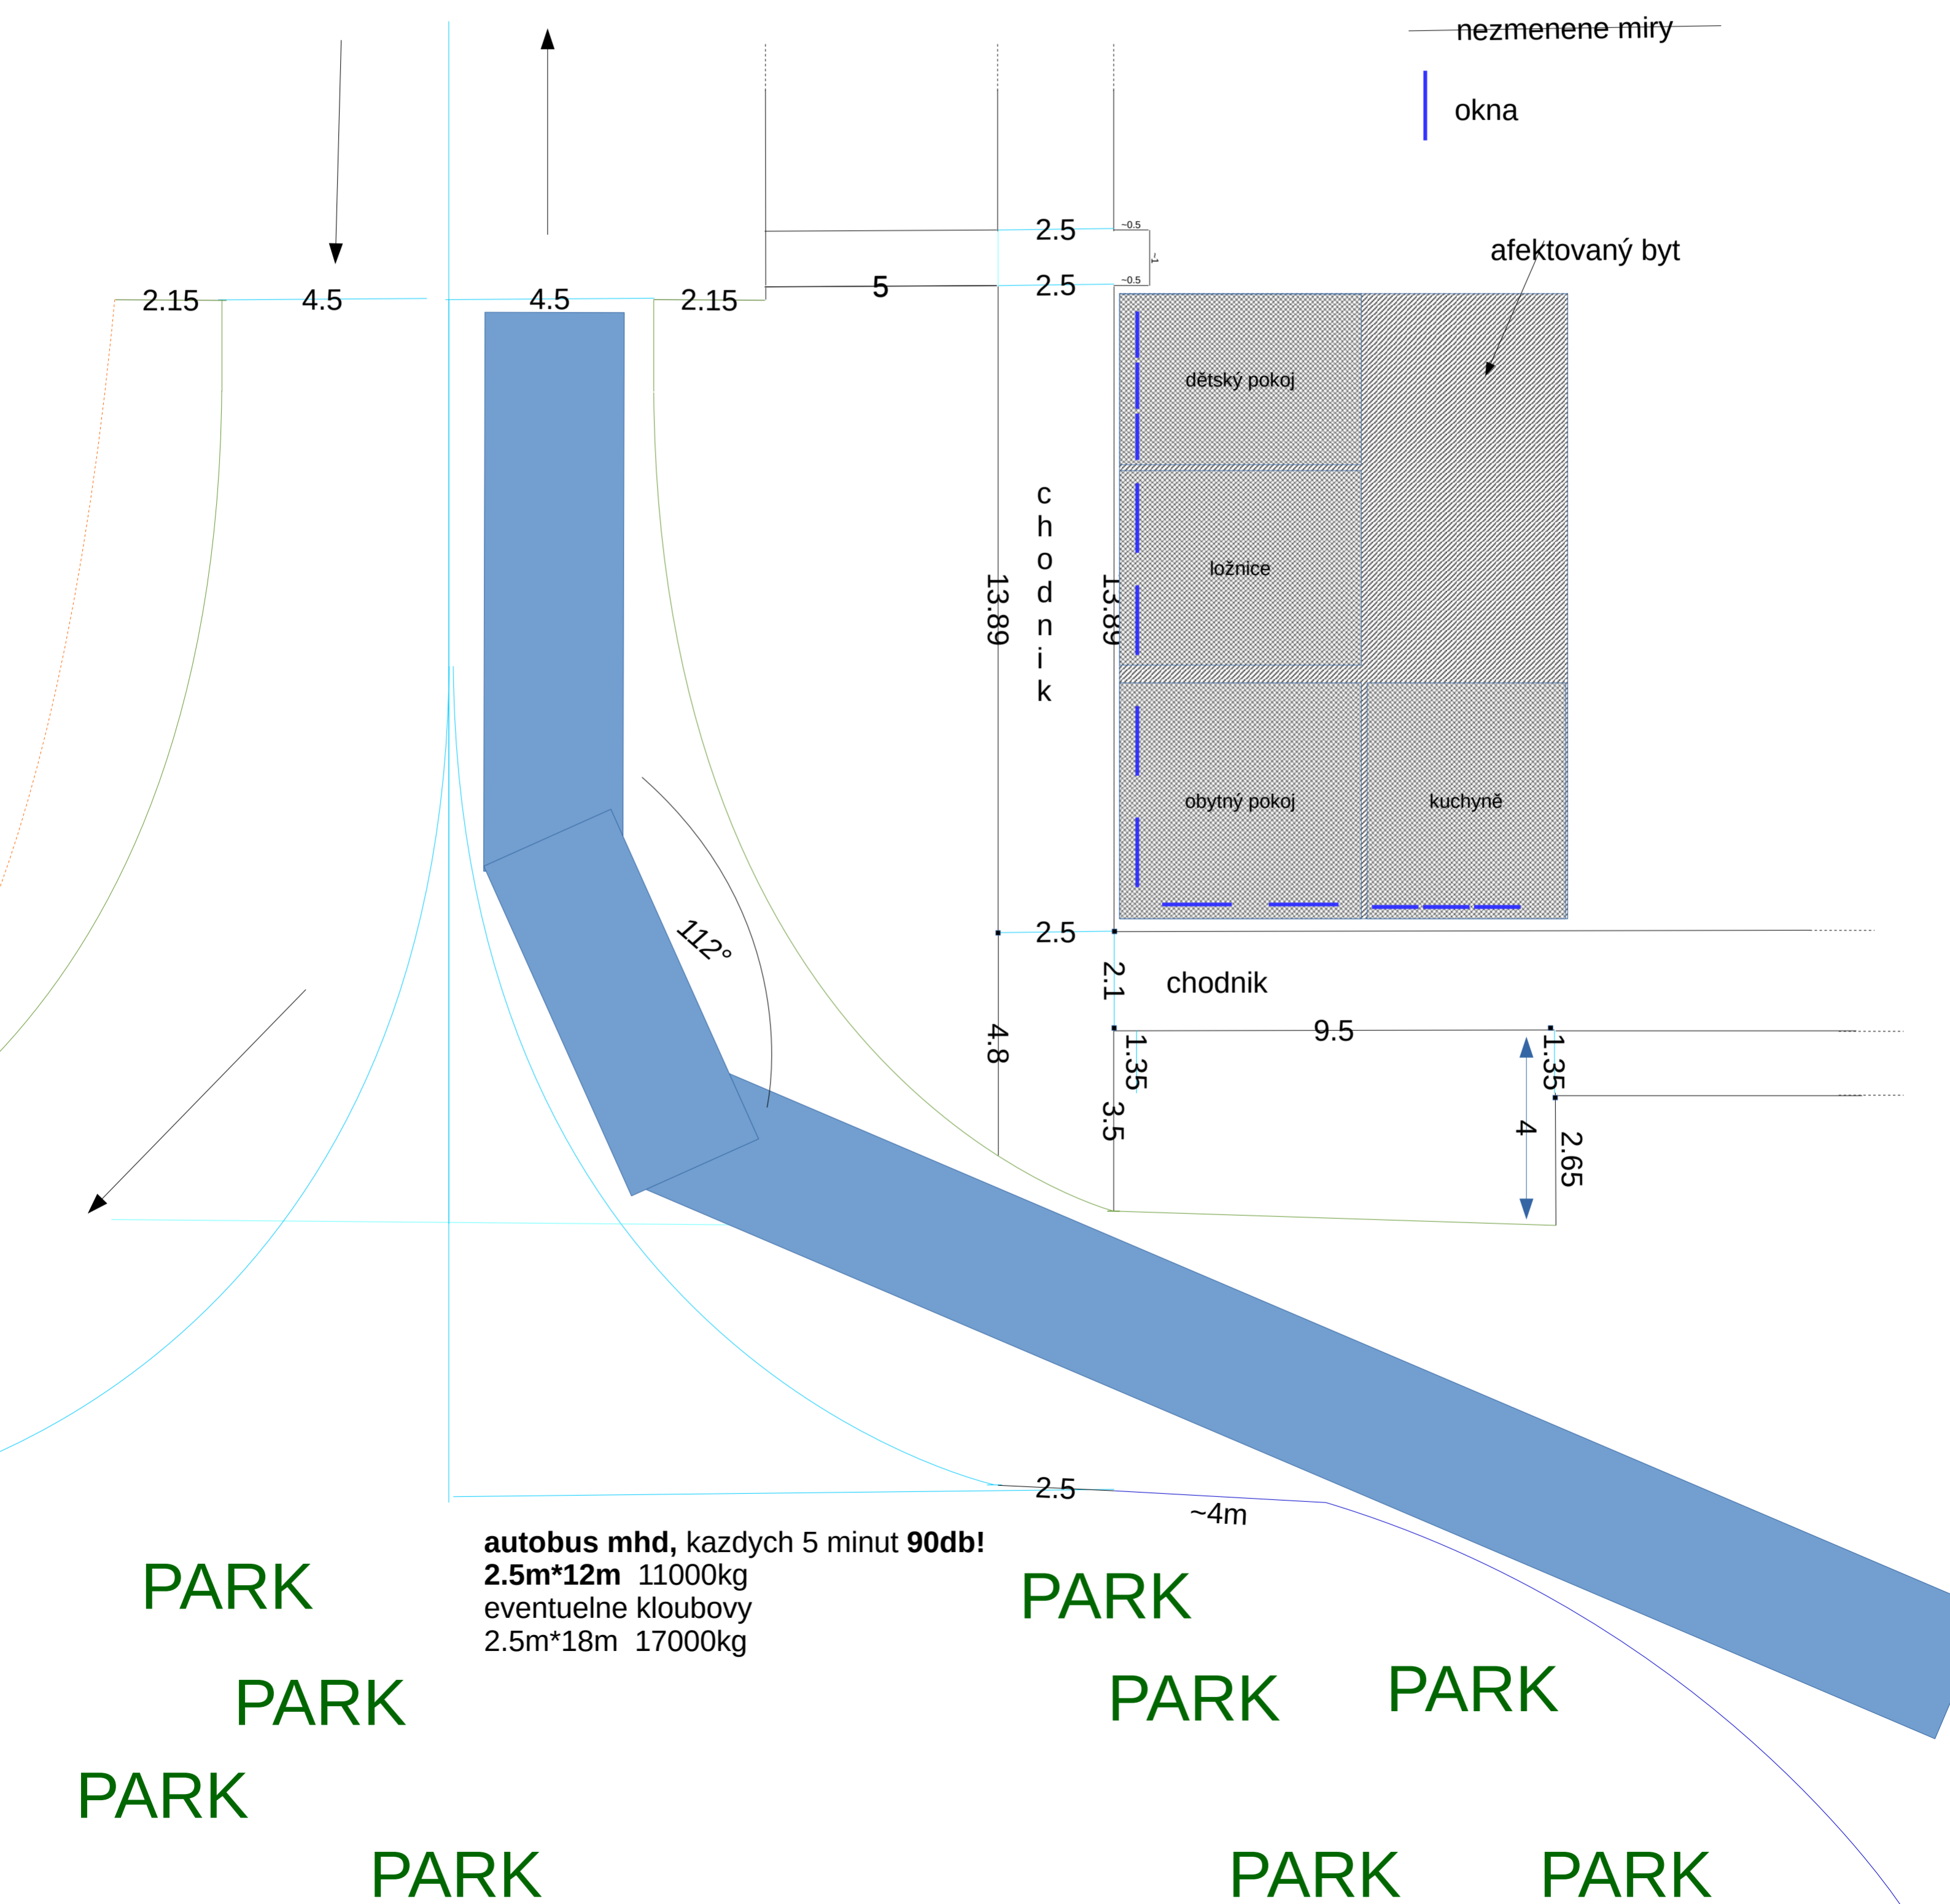 nezmenene miry
okna
2.5
~0.5
~1
afektovaný byt
2.15
4.5
4.5
2.15
5
2.5
~0.5
dětský pokoj
c
h
o
d
n
i
k
13.89
13.89
ložnice
obytný pokoj
kuchyně
112°
2.5
2.1
chodnik
4.8
9.5
1.35
1.35
3.5
4
2.65
2.5
~4m
autobus mhd, kazdych 5 minut 90db!
2.5m*12m 11000kg
eventuelne kloubovy
2.5m*18m 17000kg
PARK
PARK
PARK
PARK
PARK
PARK
PARK
PARK
PARK